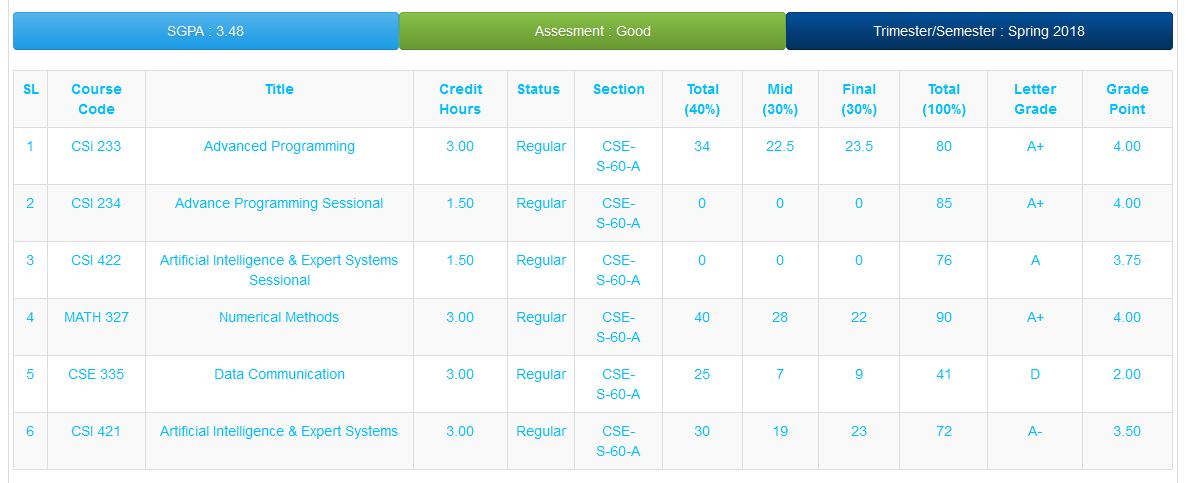 SGPA : 3.48 Assesment : Good Trimester/Semester : Spring 2018
SL Course Code Title Credit Hours Status Section Total (40%) Mid (30%) Final (30%) Total (100%) Letter Grade Grade Point
1 CSi 233 Advanced Programming 3.00 Regular CSE-S-60-A 34 22.5 23.5 80 A+ 4.00
2 CSI 234 Advance Programming Sessional 1.50 Regular CSE-S-60-A 0 0 0 85 A+ 4.00
3 CSI 422 Artificial Intelligence & Expert Systems Sessional 1.50 Regular CSE-S-60-A 0 0 0 76 A 3.75
4 MATH 327 Numerical Methods 3.00 Regular CSE-S-60-A 40 28 22 90 A+ 4.00
5 CSE 335 Data Communication 3.00 Regular CSE-S-60-A 25 7 9 41 D 2.00
6 CSI 421 Artificial Intelligence & Expert Systems 3.00 Regular CSE-S-60-A 30 19 23 72 A- 3.50